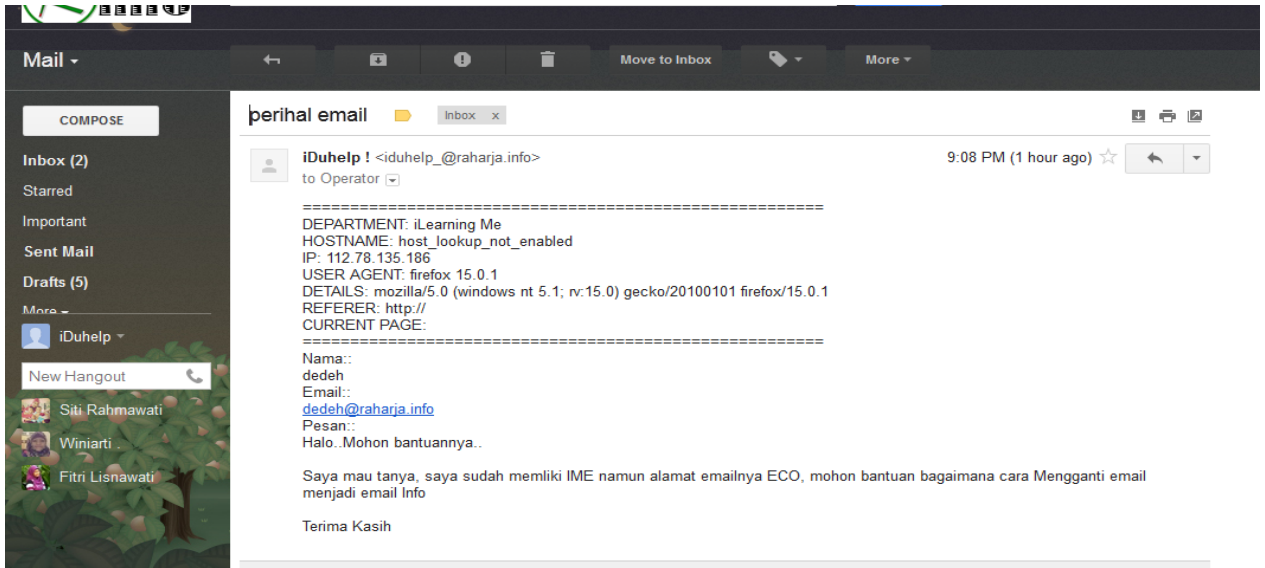 Mail
Move to Inbox
More
COMPOSE
Inbox (2)
Starred
Important
Sent Mail
Drafts (5)
More
iDuhelp
New Hangout
Siti Rahmawati
Winiarti .
Fitri Lisnawati
perihal email
Inbox x
iDuhelp ! <iduhelp_@raharja.info>
9:08 PM (1 hour ago)
to Operator
=======================================================
DEPARTMENT: iLearning Me
HOSTNAME: host_lookup_not_enabled
IP: 112.78.135.186
USER AGENT: firefox 15.0.1
DETAILS: mozilla/5.0 (windows nt 5.1; rv:15.0) gecko/20100101 firefox/15.0.1
REFERER: http://
CURRENT PAGE:
=======================================================
Nama::
dedeh
Email::
dedeh@raharja.info
Pesan::
Halo..Mohon bantuannya..
Saya mau tanya, saya sudah memliki IME namun alamat emailnya ECO, mohon bantuan bagaimana cara Mengganti email
menjadi email Info
Terima Kasih